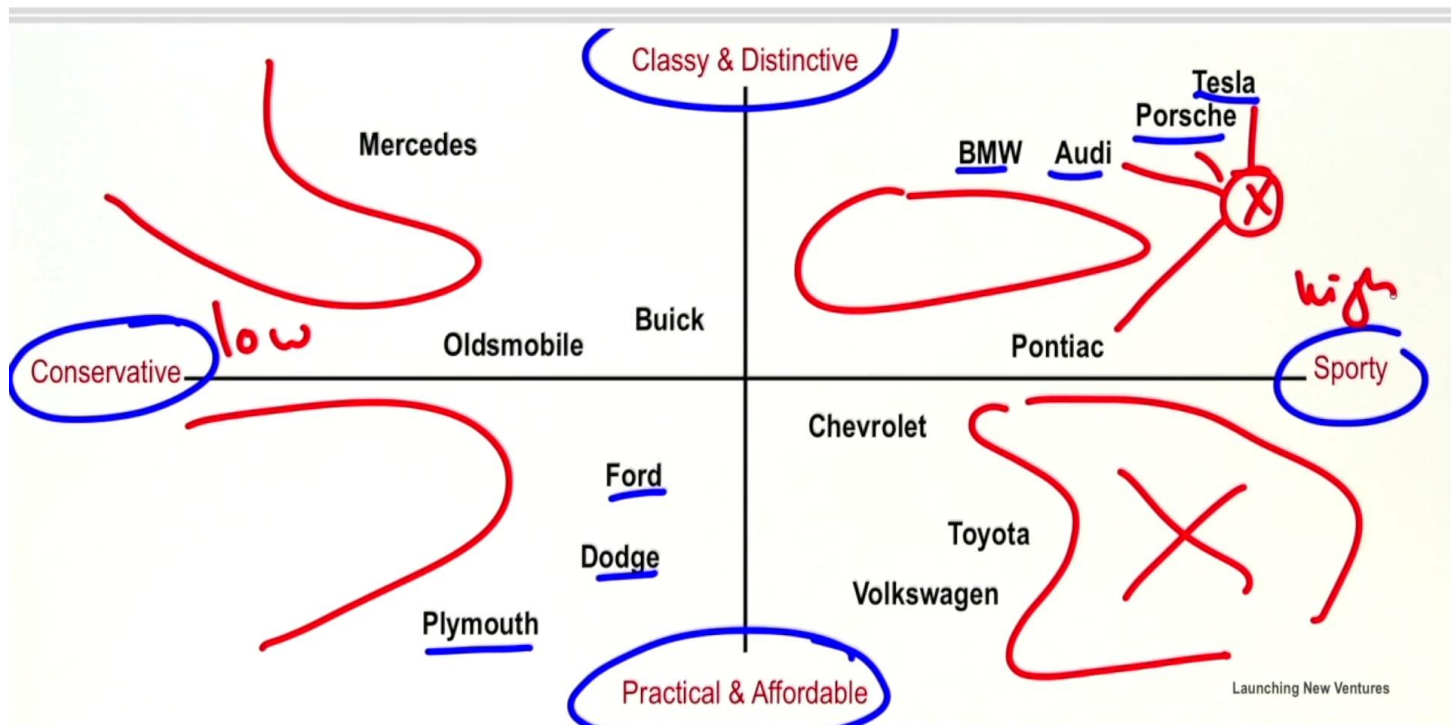 Classy & Distinctive
Tesla
Porsche
Mercedes
BMW Audi
X
high
Buick
low
Oldsmobile
Pontiac
Conservative
Sporty
Chevrolet
Ford
Toyota
Dodge
Volkswagen
Plymouth
Practical & Affordable
Launching New Ventures